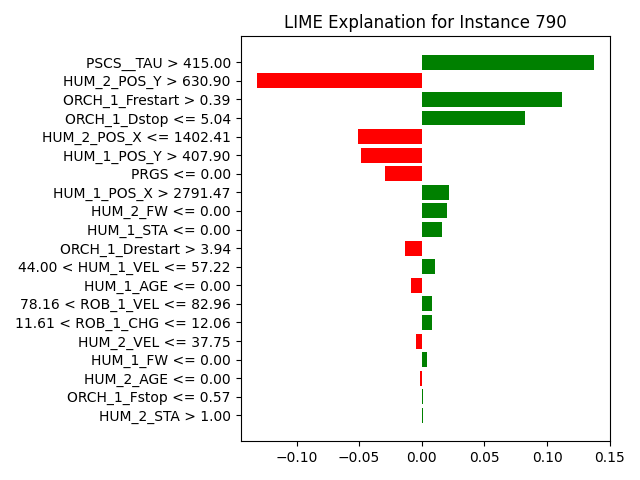 LIME Explanation for Instance 790
PSCS__TAU > 415.00
HUM_2_POS_Y > 630.90
ORCH_1_Frestart > 0.39
ORCH_1_Dstop <= 5.04
HUM_2_POS_X <= 1402.41
HUM_1_POS_Y > 407.90
PRGS <= 0.00
HUM_1_POS_X > 2791.47
HUM_2_FW <= 0.00
HUM_1_STA <= 0.00
ORCH_1_Drestart > 3.94
44.00 < HUM_1_VEL <= 57.22
HUM_1_AGE <= 0.00
78.16 < ROB_1_VEL <= 82.96
11.61 < ROB_1_CHG <= 12.06
HUM_2_VEL <= 37.75
HUM_1_FW <= 0.00
HUM_2_AGE <= 0.00
ORCH_1_Fstop <= 0.57
HUM_2_STA > 1.00
−0.10 −0.05 0.00 0.05 0.10 0.15